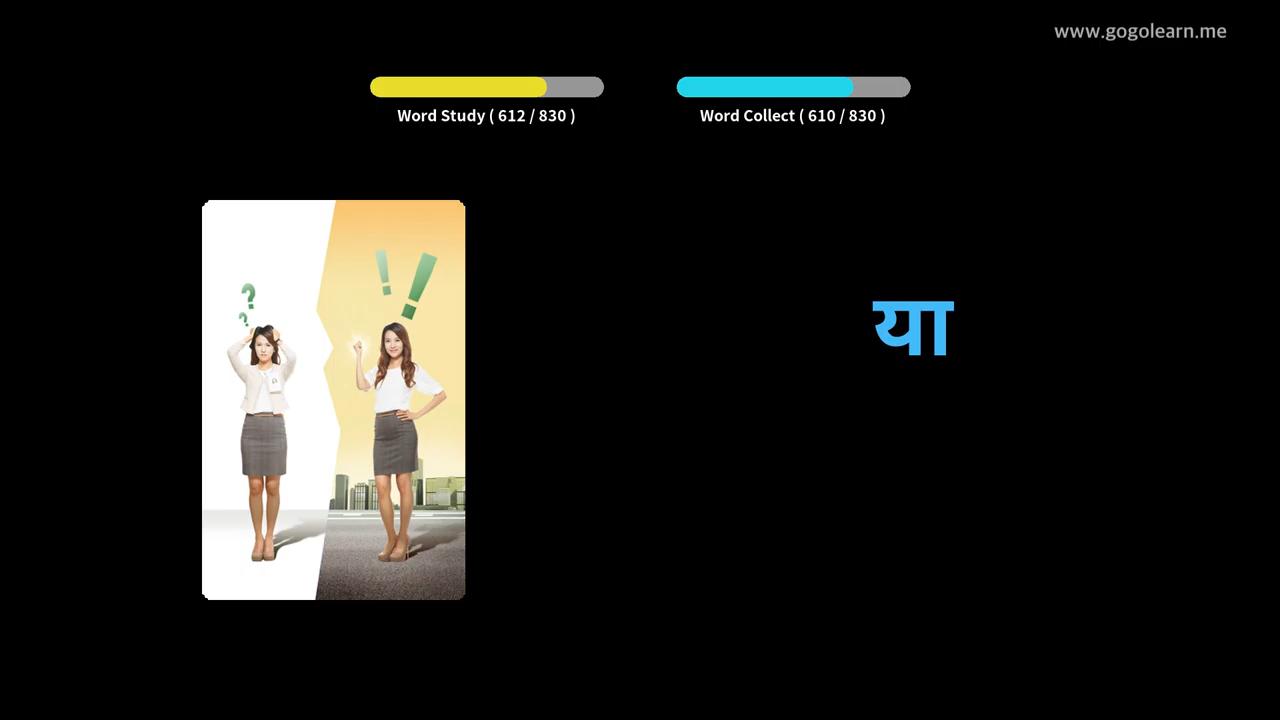 www.gogolearn.me
Word Study ( 612 / 830 )
Word Collect ( 610 / 830 )
? ?
! !
या